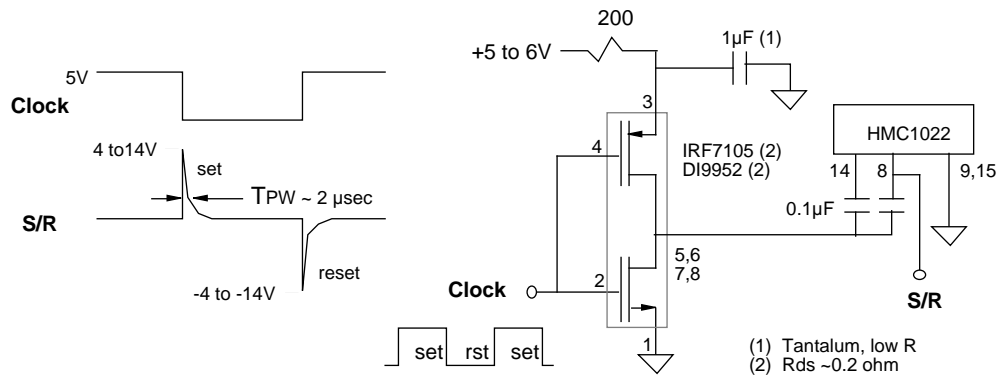 5V
Clock
4 to14V
set
TPW ~ 2 µsec
S/R
reset
-4 to -14V
200
+5 to 6V
1µF (1)
3
4
IRF7105 (2)
DI9952 (2)
HMC1022
14
8
9,15
0.1µF
5,6
7,8
2
Clock
S/R
1
set
rst
set
(1) Tantalum, low R
(2) Rds ~0.2 ohm